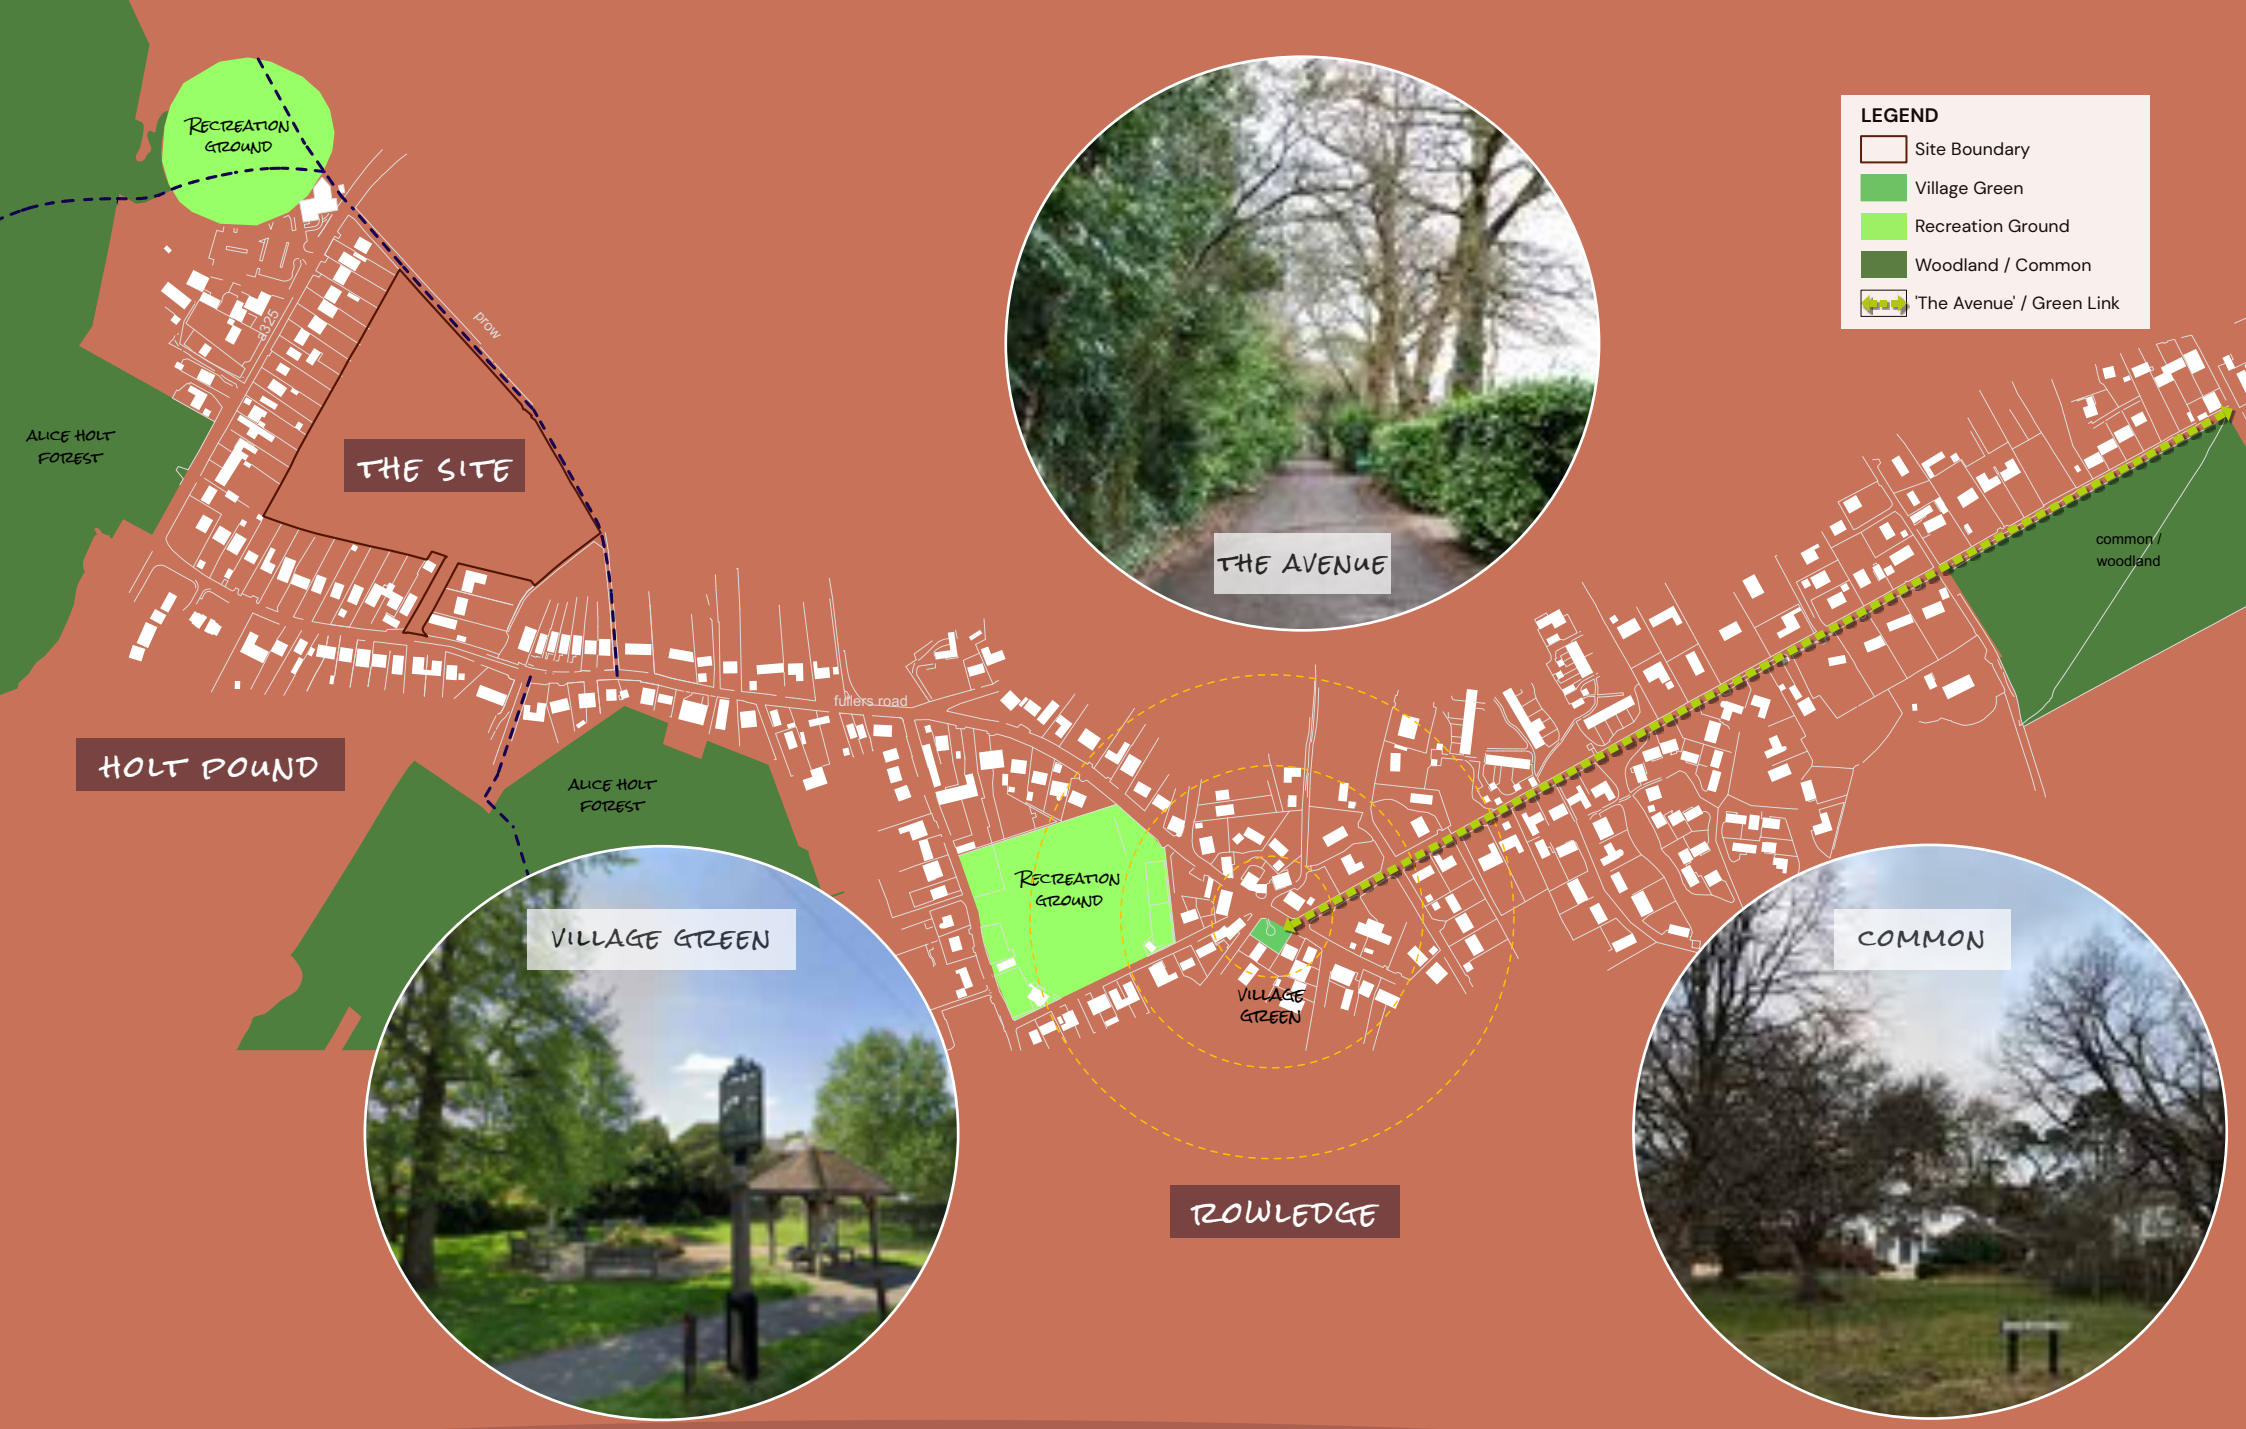 RECREATION
GROUND
LEGEND
Site Boundary
Village Green
Recreation Ground
Woodland / Common
'The Avenue' / Green Link
prow
a325
ALICE HOLT
FOREST
THE SITE
THE AVENUE
common /
woodland
fullers road
HOLT POUND
ALICE HOLT
FOREST
RECREATION
GROUND
VILLAGE GREEN
COMMON
VILLAGE
GREEN
ROWLEDGE